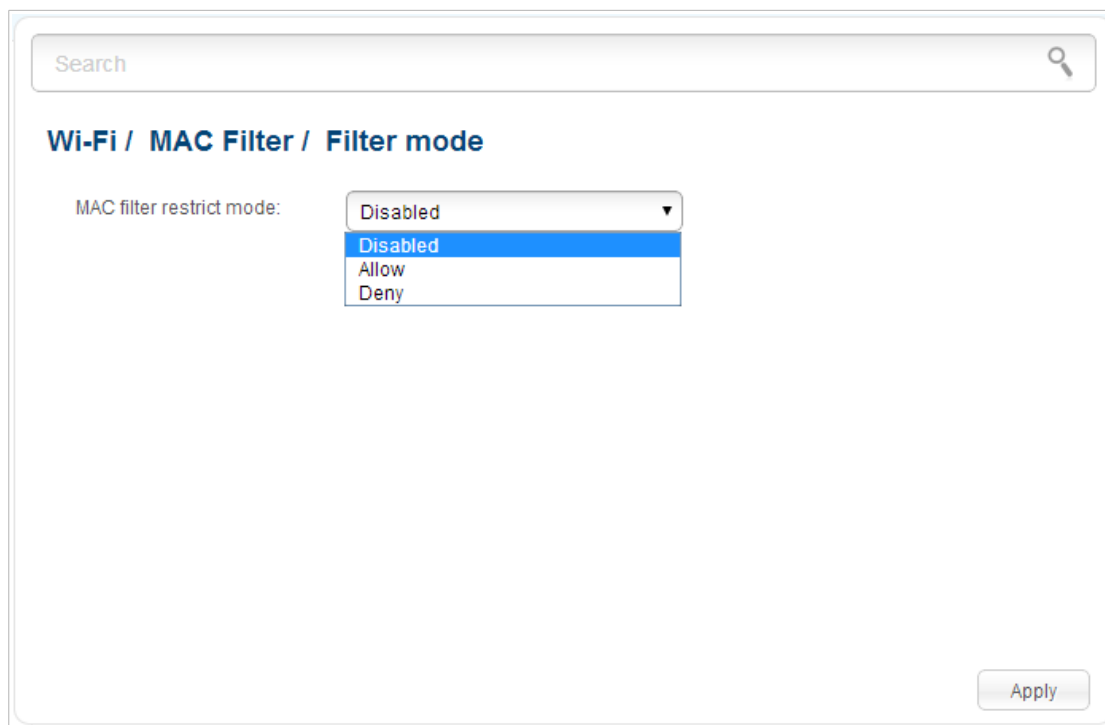 Search
Wi-Fi / MAC Filter / Filter mode
MAC filter restrict mode:
Disabled
Disabled
Allow
Deny
Apply